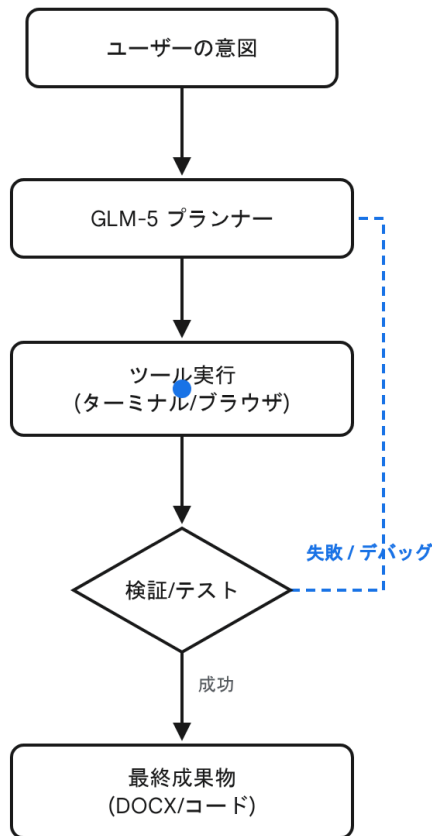 ユーザーの意図
GLM-5 プランナー
ツール実行
(ターミナル/ブラウザ)
失敗 / デバッグ
検証/テスト
成功
最終成果物
(DOCX/コード)